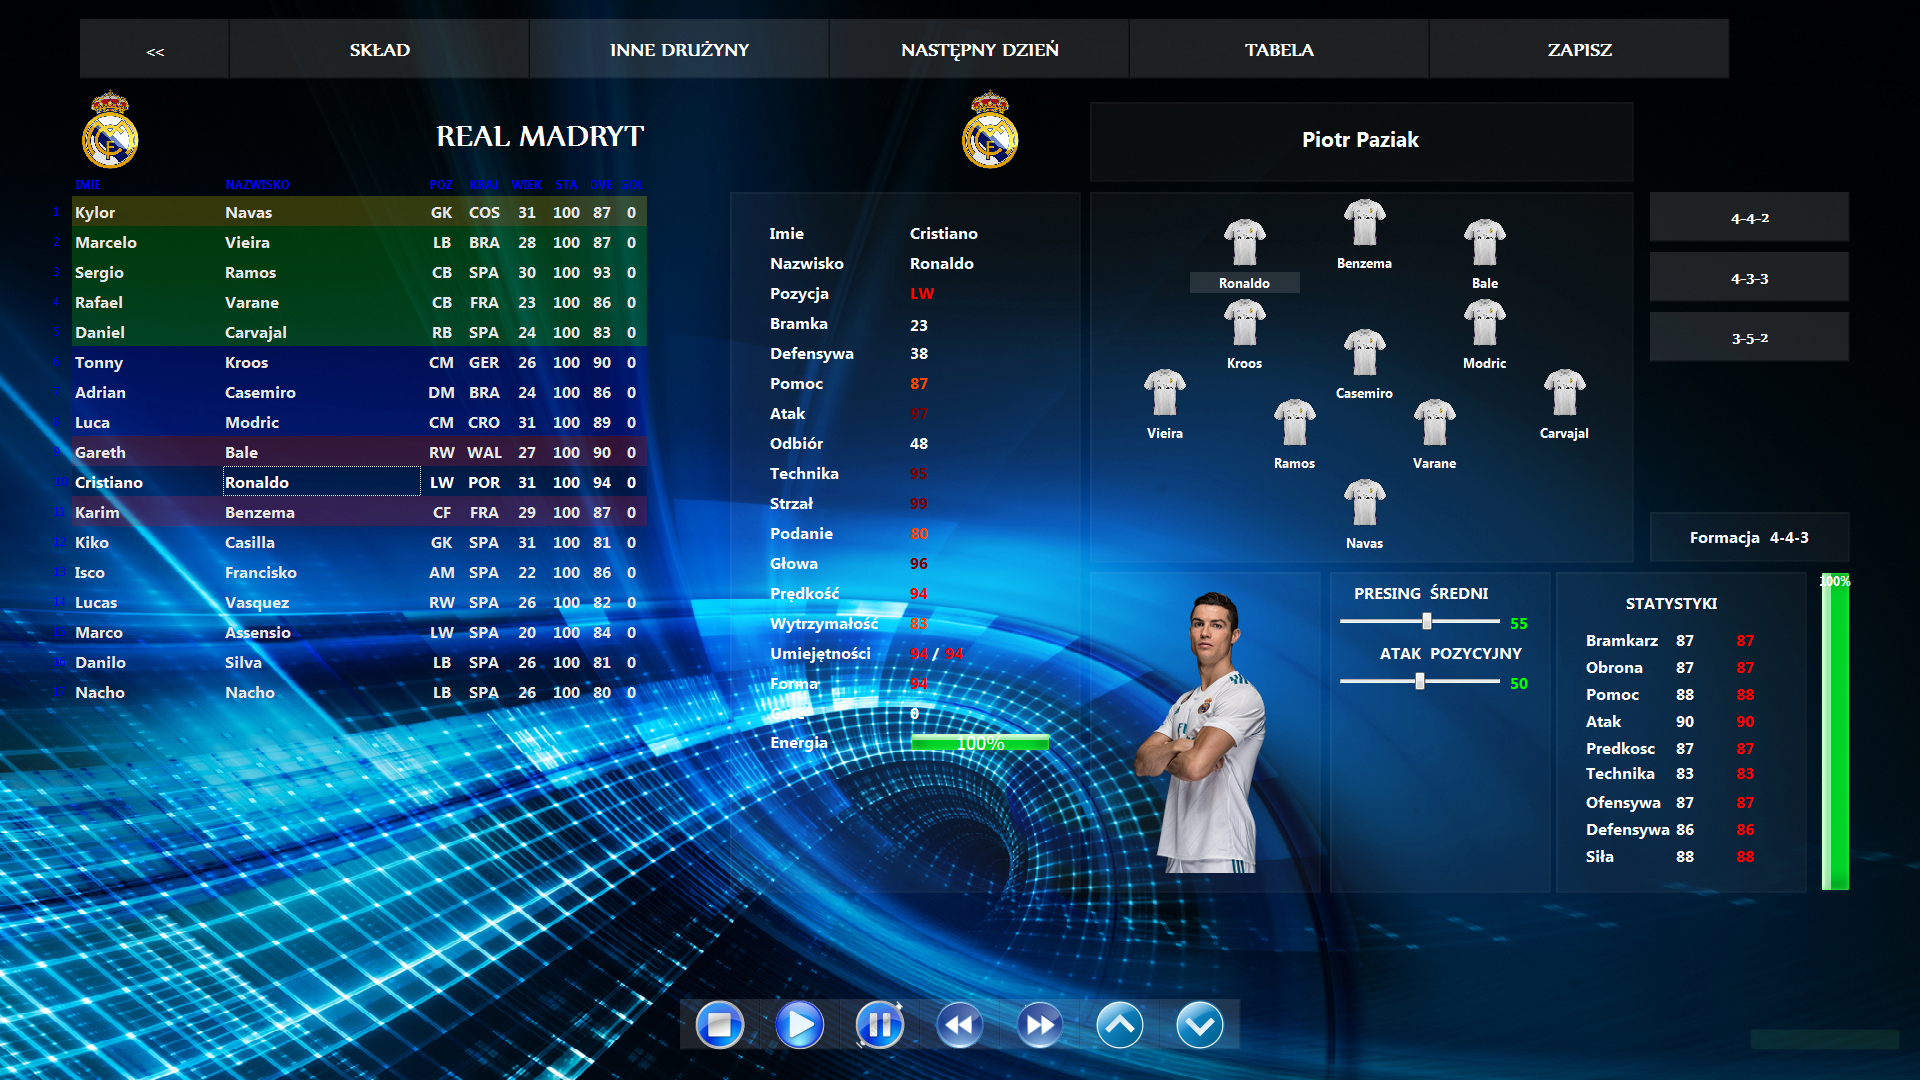 << SKŁAD INNE DRUŻYNY NASTĘPNY DZIEŃ TABELA ZAPISZ
REAL MADRYT
IMIE NAZWISKO POZ KRAJ WIEK STA OVE GOL
1 Kylor Navas GK COS 31 100 87 0
2 Marcelo Vieira LB BRA 28 100 87 0
3 Sergio Ramos CB SPA 30 100 93 0
4 Rafael Varane CB FRA 23 100 86 0
5 Daniel Carvajal RB SPA 24 100 83 0
6 Tonny Kroos CM GER 26 100 90 0
7 Adrian Casemiro DM BRA 24 100 86 0
8 Luca Modric CM CRO 31 100 89 0
9 Gareth Bale RW WAL 27 100 90 0
10 Cristiano Ronaldo LW POR 31 100 94 0
11 Karim Benzema CF FRA 29 100 87 0
12 Kiko Casilla GK SPA 31 100 81 0
13 Isco Francisko AM SPA 22 100 86 0
14 Lucas Vasquez RW SPA 26 100 82 0
15 Marco Assensio LW SPA 20 100 84 0
16 Danilo Silva LB SPA 26 100 81 0
17 Nacho Nacho LB SPA 26 100 80 0
Imie Cristiano
Nazwisko Ronaldo
Pozycja LW
Bramka 23
Defensywa 38
Pomoc 87
Atak 97
Odbiór 48
Technika 95
Strzał 99
Podanie 80
Głowa 96
Prędkość 94
Wytrzymałość 83
Umiejętności 94 / 94
Forma 94
Gole 0
Energia 100%
Piotr Paziak
Benzema
Ronaldo Bale
Kroos Modric
Casemiro
Vieira Carvajal
Ramos Varane
Navas
4-4-2
4-3-3
3-5-2
Formacja 4-4-3
PRESING ŚREDNI
55
ATAK POZYCYJNY
50
STATYSTYKI
Bramkarz 87 87
Obrona 87 87
Pomoc 88 88
Atak 90 90
Predkosc 87 87
Technika 83 83
Ofensywa 87 87
Defensywa 86 86
Siła 88 88
100%